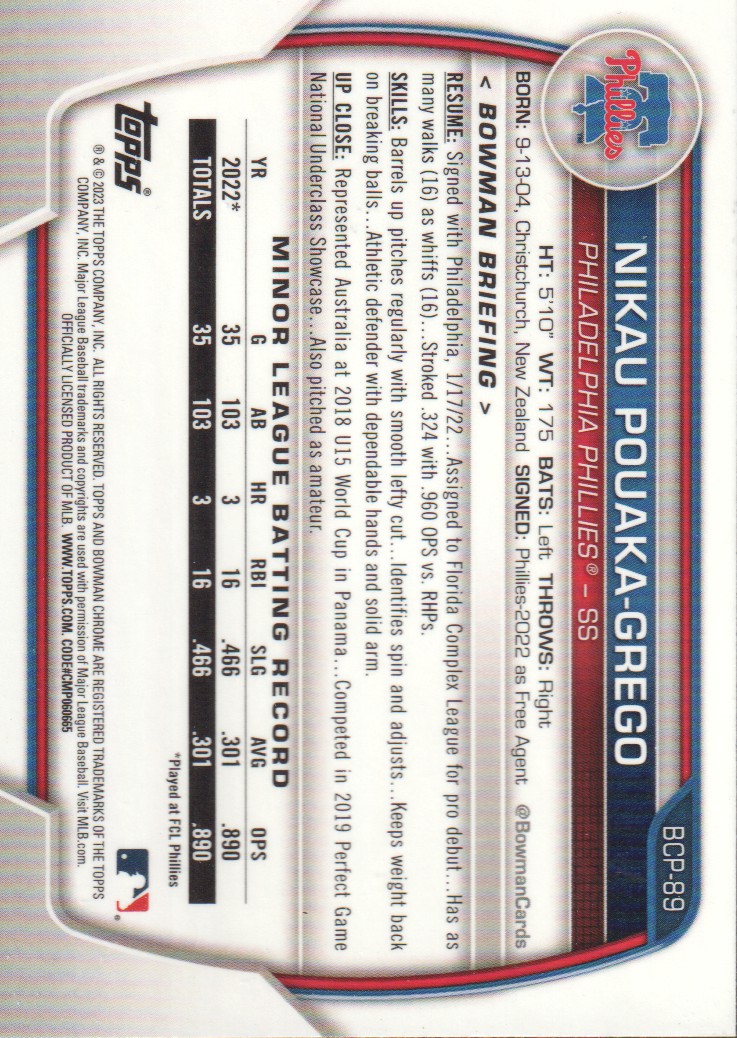 BCP-89
Phillies
NIKAU POUAKA-GREGO
PHILADELPHIA PHILLIES® – SS
HT: 5'10" WT: 175 BATS: Left THROWS: Right
BORN: 9-13-04, Christchurch, New Zealand SIGNED: Phillies-2022 as Free Agent @BowmanCards
< BOWMAN BRIEFING >
RESUME: Signed with Philadelphia, 1/17/22...Assigned to Florida Complex League for pro debut...Has as
many walks (16) as whiffs (16)...Stroked .324 with .960 OPS vs. RHPs.
SKILLS: Barrels up pitches regularly with smooth lefty cut...Identifies spin and adjusts...Keeps weight back
on breaking balls...Athletic defender with dependable hands and solid arm.
UP CLOSE: Represented Australia at 2018 U15 World Cup in Panama...Competed in 2019 Perfect Game
National Underclass Showcase...Also pitched as amateur.
MINOR LEAGUE BATTING RECORD
YR G AB HR RBI SLG AVG OPS
2022* 35 103 3 16 .466 .301 .890
TOTALS 35 103 3 16 .466 .301 .890
*Played at FCL Phillies
topps®
® & © 2023 THE TOPPS COMPANY, INC. ALL RIGHTS RESERVED. TOPPS AND BOWMAN CHROME ARE REGISTERED TRADEMARKS OF THE TOPPS
COMPANY, INC. Major League Baseball trademarks and copyrights are used with permission of Major League Baseball. Visit MLB.com.
OFFICIALLY LICENSED PRODUCT OF MLB. WWW.TOPPS.COM. CODE#CMP080665